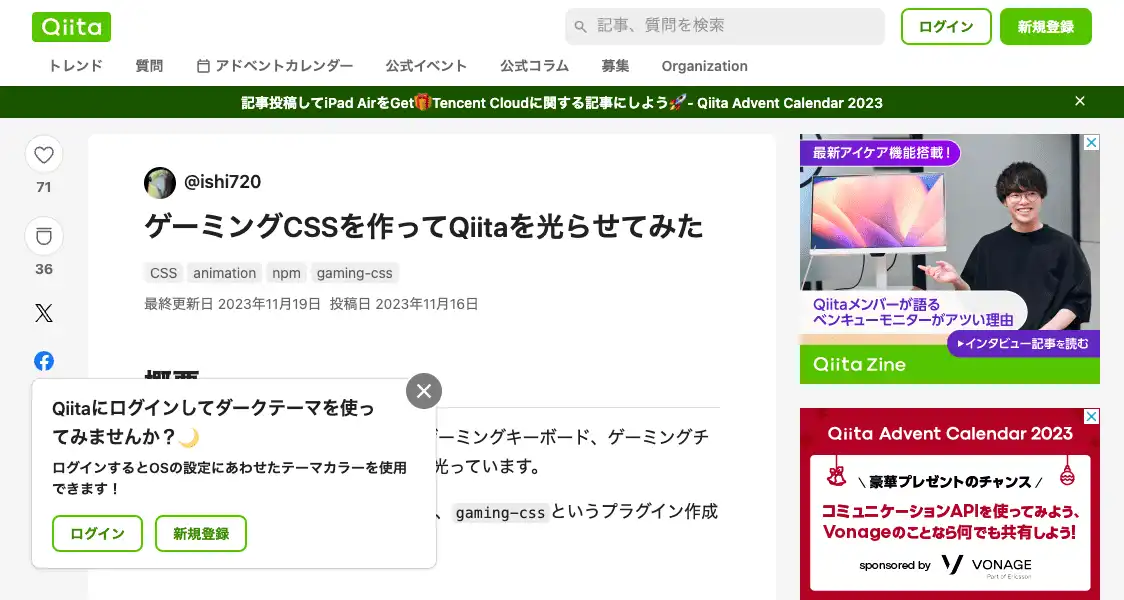 Qiita
記事、質問を検索
ログイン
新規登録
トレンド
質問
アドベントカレンダー
公式イベント
公式コラム
募集
Organization
記事投稿してiPad AirをGet🎁Tencent Cloudに関する記事にしよう🚀- Qiita Advent Calendar 2023
71
36
@ishi720
ゲーミングCSSを作ってQiitaを光らせてみた
CSS animation npm gaming-css
最終更新日 2023年11月19日 投稿日 2023年11月16日
概要
ーミングキーボード、ゲーミングチ
光っています。
、gaming-cssというプラグイン作成
Qiitaにログインしてダークテーマを使っ
てみませんか？🌙
ログインするとOSの設定にあわせたテーマカラーを使用
できます！
ログイン
新規登録
最新アイケア機能搭載!
Qiitaメンバーが語る
ベンキューモニターがアツい理由
▶インタビュー記事を読む
Qiita Zine
Qiita Advent Calendar 2023
\ 豪華プレゼントのチャンス /
コミュニケーションAPIを使ってみよう、
Vonageのことなら何でも共有しよう!
sponsored by VONAGE
Part of Ericsson